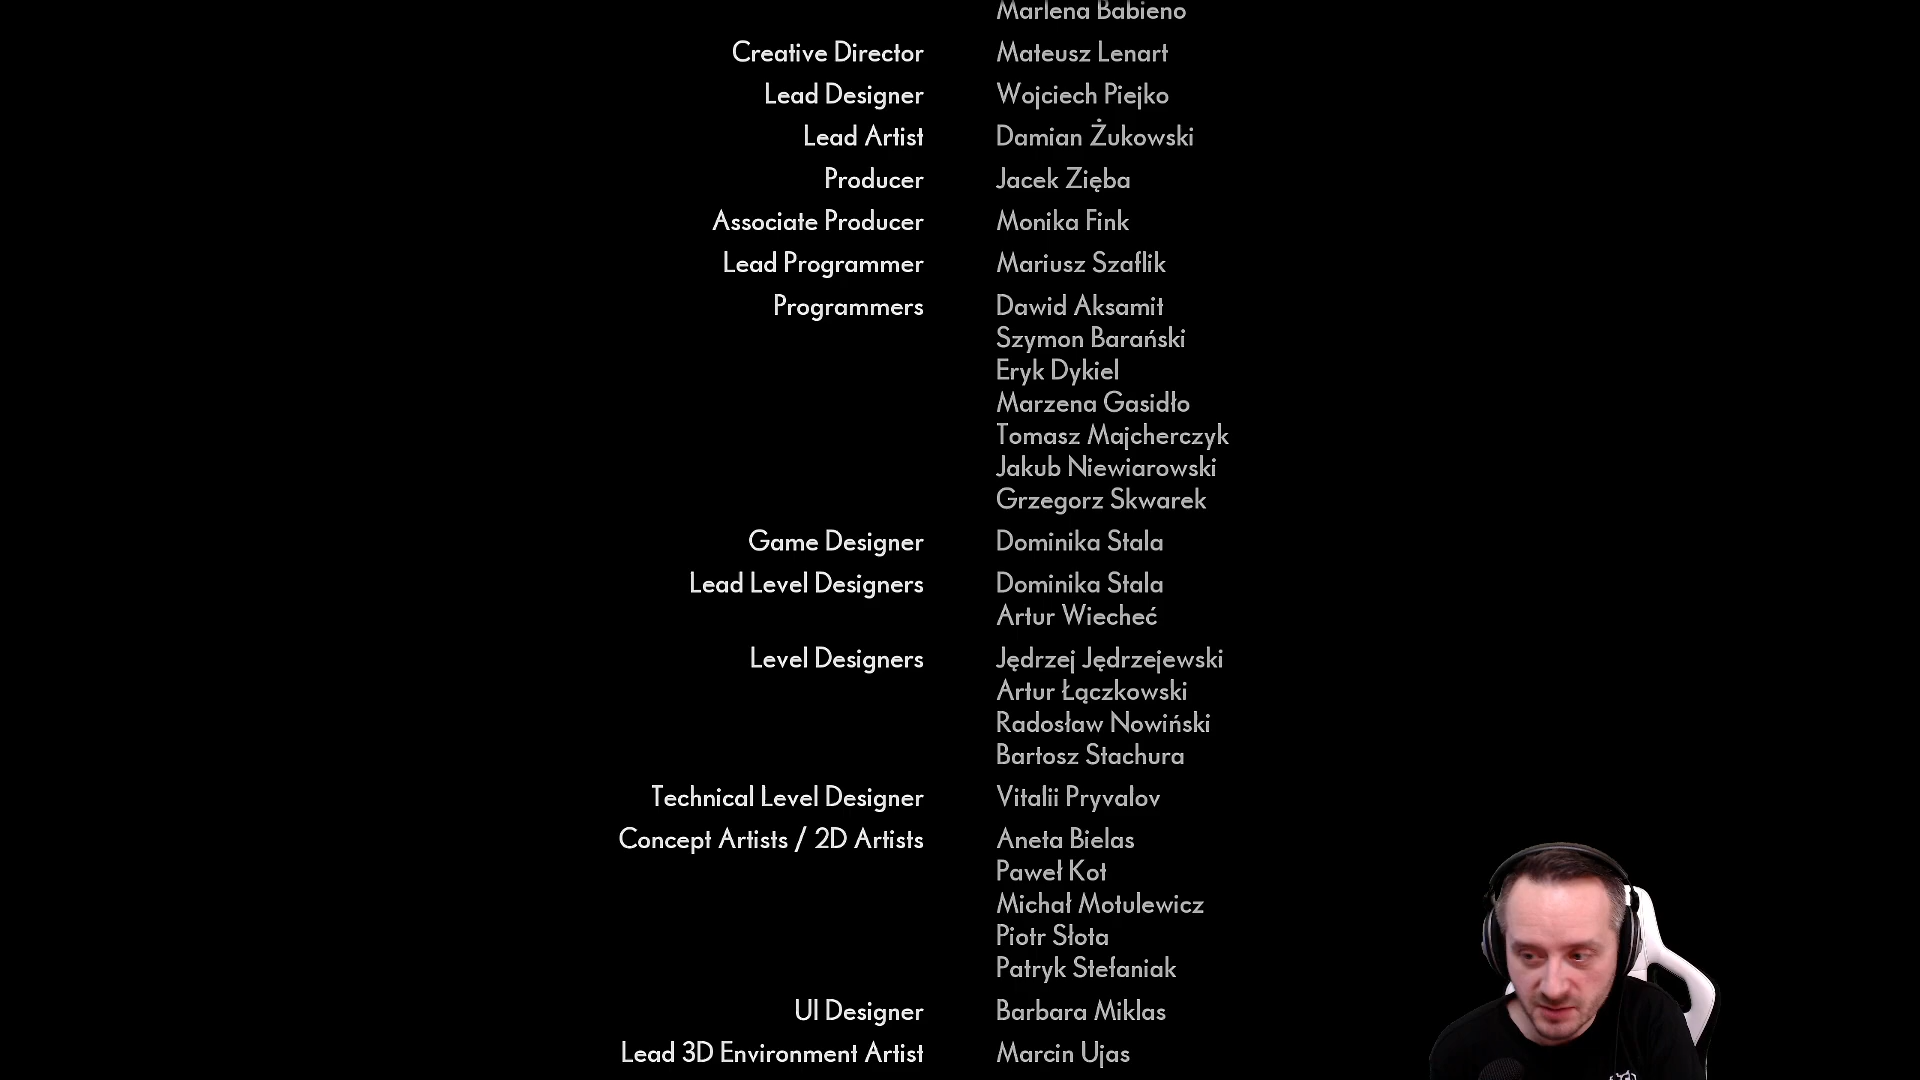 Marlena Babieno
Creative Director Mateusz Lenart
Lead Designer Wojciech Piejko
Lead Artist Damian Żukowski
Producer Jacek Zięba
Associate Producer Monika Fink
Lead Programmer Mariusz Szaflik
Programmers Dawid Aksamit
Szymon Barański
Eryk Dykiel
Marzena Gasidło
Tomasz Majcherczyk
Jakub Niewiarowski
Grzegorz Skwarek
Game Designer Dominika Stala
Lead Level Designers Dominika Stala
Artur Wiecheć
Level Designers Jędrzej Jędrzejewski
Artur Łączkowski
Radosław Nowiński
Bartosz Stachura
Technical Level Designer Vitalii Pryvalov
Concept Artists / 2D Artists Aneta Bielas
Paweł Kot
Michał Motulewicz
Piotr Słota
Patryk Stefaniak
UI Designer Barbara Miklas
Lead 3D Environment Artist Marcin Ujas